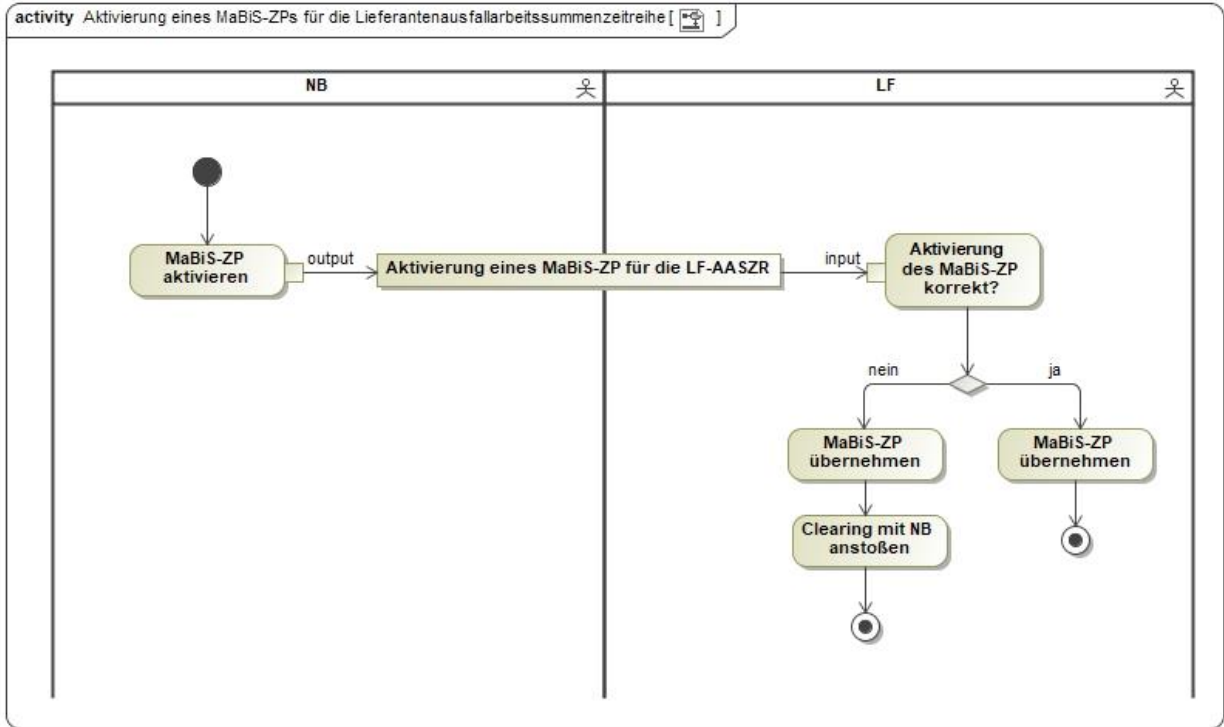 activity Aktivierung eines MaBiS-ZPs für die Lieferantenausfallarbeitssummenzeitreihe [ ]
NB
LF
MaBiS-ZP
aktivieren
output
Aktivierung eines MaBiS-ZP für die LF-AASZR
input
Aktivierung
des MaBiS-ZP
korrekt?
nein
ja
MaBiS-ZP
übernehmen
MaBiS-ZP
übernehmen
Clearing mit NB
anstoßen